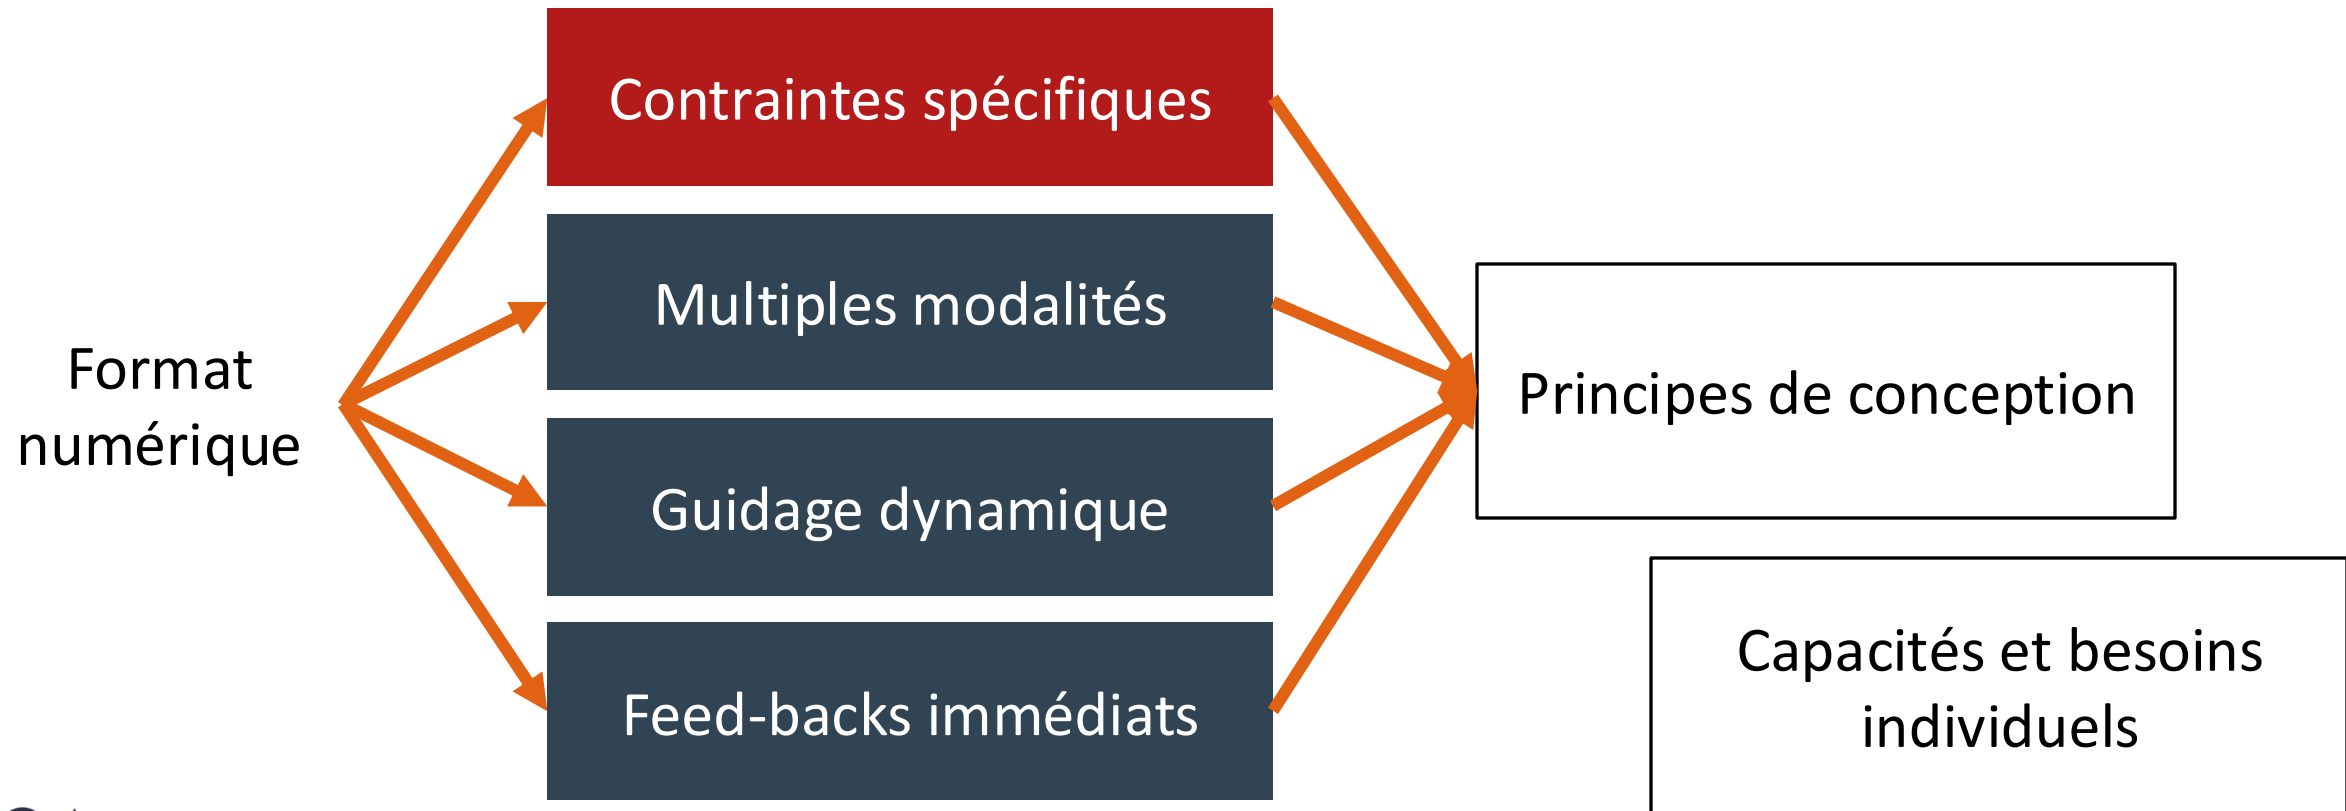 Contraintes spécifiques
Multiples modalités
Format
numérique
Principes de conception
Guidage dynamique
Capacités et besoins
individuels
Feed-backs immédiats